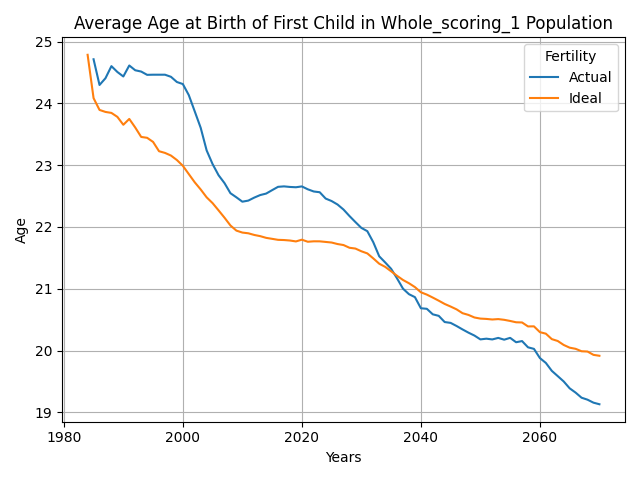 Average Age at Birth of First Child in Whole_scoring_1 Population
Fertility
Actual
Ideal
Age
25
24
23
22
21
20
19
1980
2000
2020
2040
2060
Years